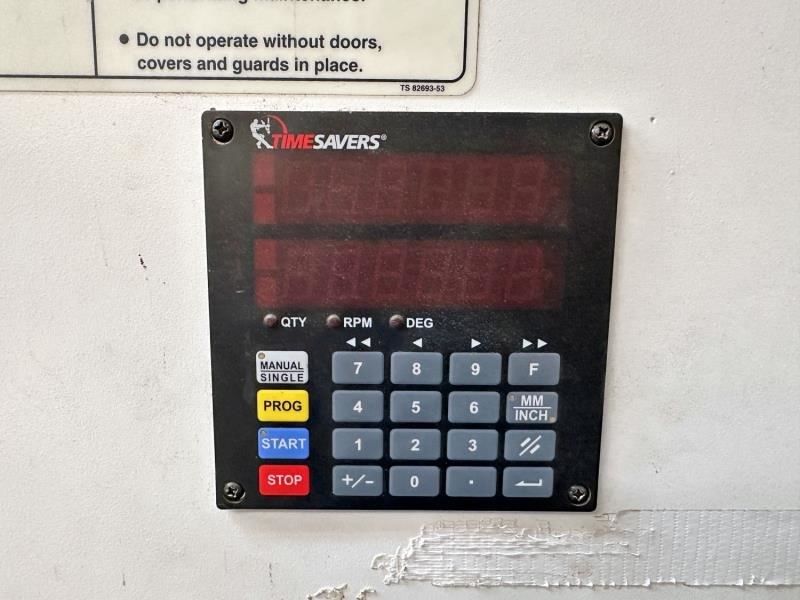 maintenance.
• Do not operate without doors,
covers and guards in place.
TS 82693-53
TIMESAVERS®
QTY RPM DEG
◄◄ ◄ ► ►►
MANUAL 7 8 9 F
SINGLE
PROG 4 5 6 MM
INCH
START 1 2 3 //
STOP +/- 0 . ↵